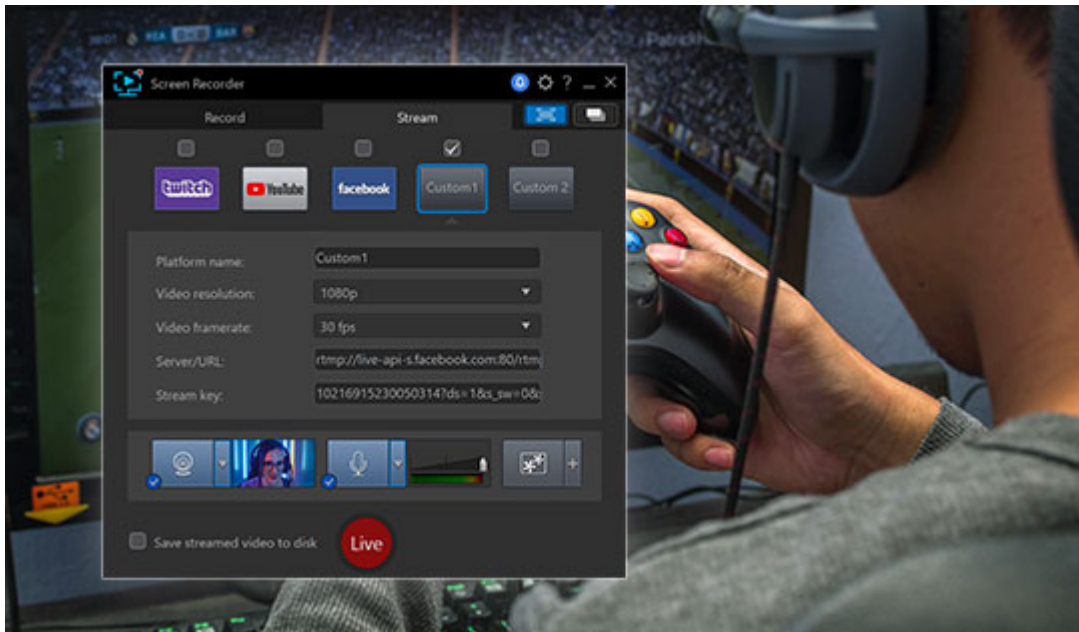 Screen Recorder
?
Record Stream
twitch YouTube facebook Custom1 Custom 2
Platform name: Custom1
Video resolution: 1080p
Video framerate: 30 fps
Server/URL: rtmp://live-api-s.facebook.com:80/rtm
Stream key: 10216915230050314?ds=1&s_sw=0&
Save streamed video to disk Live